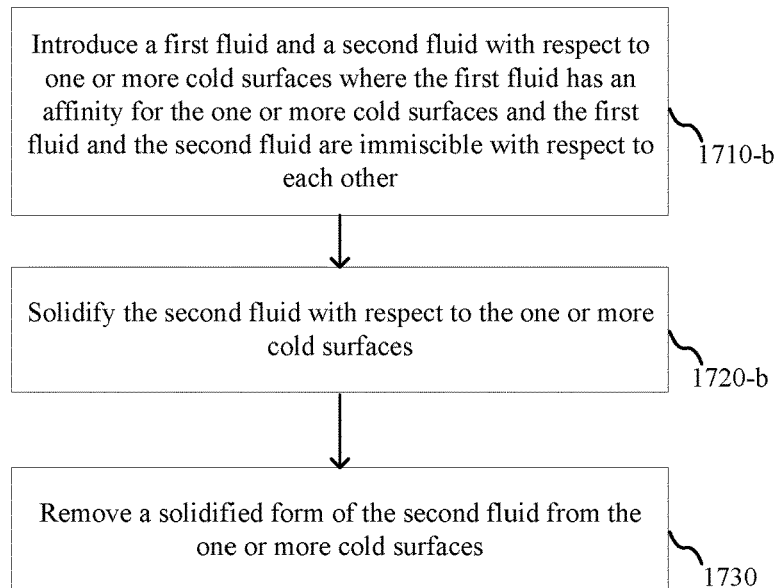 Introduce a first fluid and a second fluid with respect to
one or more cold surfaces where the first fluid has an
affinity for the one or more cold surfaces and the first
fluid and the second fluid are immiscible with respect to
each other
1710-b
Solidify the second fluid with respect to the one or more
cold surfaces
1720-b
Remove a solidified form of the second fluid from the
one or more cold surfaces
1730